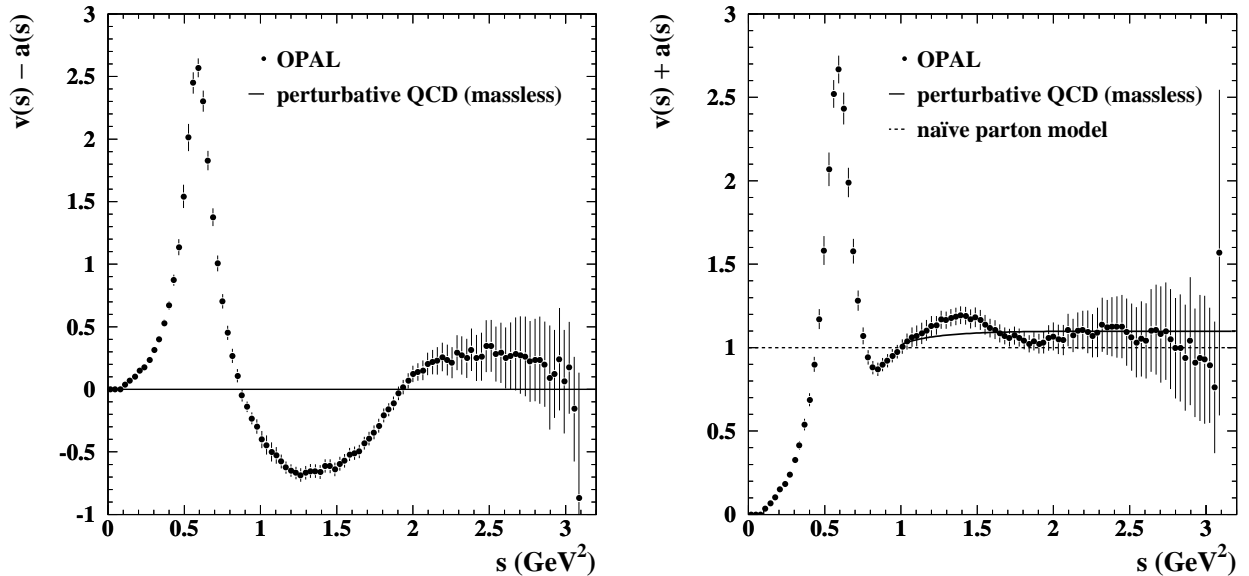 v(s) − a(s)
3
2.5
2
1.5
1
0.5
0
-0.5
-1
OPAL
perturbative QCD (massless)
0 0.5 1 1.5 2 2.5 3
s (GeV²)
v(s) + a(s)
3
2.5
2
1.5
1
0.5
0
OPAL
perturbative QCD (massless)
naïve parton model
0 0.5 1 1.5 2 2.5 3
s (GeV²)